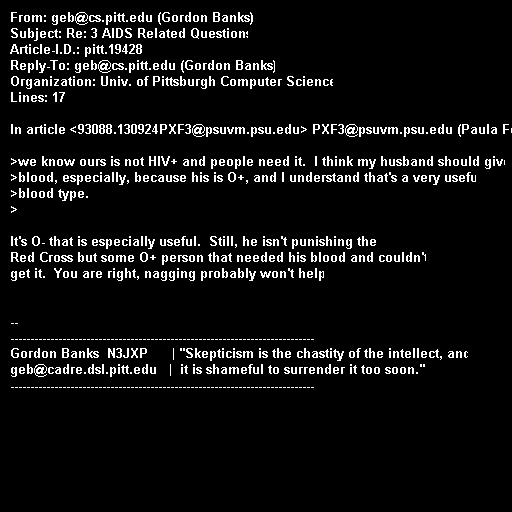 From: geb@cs.pitt.edu (Gordon Banks)
Subject: Re: 3 AIDS Related Questions
Article-I.D.: pitt.19428
Reply-To: geb@cs.pitt.edu (Gordon Banks)
Organization: Univ. of Pittsburgh Computer Science
Lines: 17
In article <93088.130924PXF3@psuvm.psu.edu> PXF3@psuvm.psu.edu (Paula
>we know ours is not HIV+ and people need it.  I think my husband should give
>blood, especially, because his is O+, and I understand that's a very usefu
>blood type.
>
It's O- that is especially useful.  Still, he isn't punishing the
Red Cross but some O+ person that needed his blood and couldn't
get it.  You are right, nagging probably won't help
--
----------------------------------------------------------------------------
Gordon Banks  N3JXP      | "Skepticism is the chastity of the intellect, and
geb@cadre.dsl.pitt.edu   |  it is shameful to surrender it too soon."
----------------------------------------------------------------------------